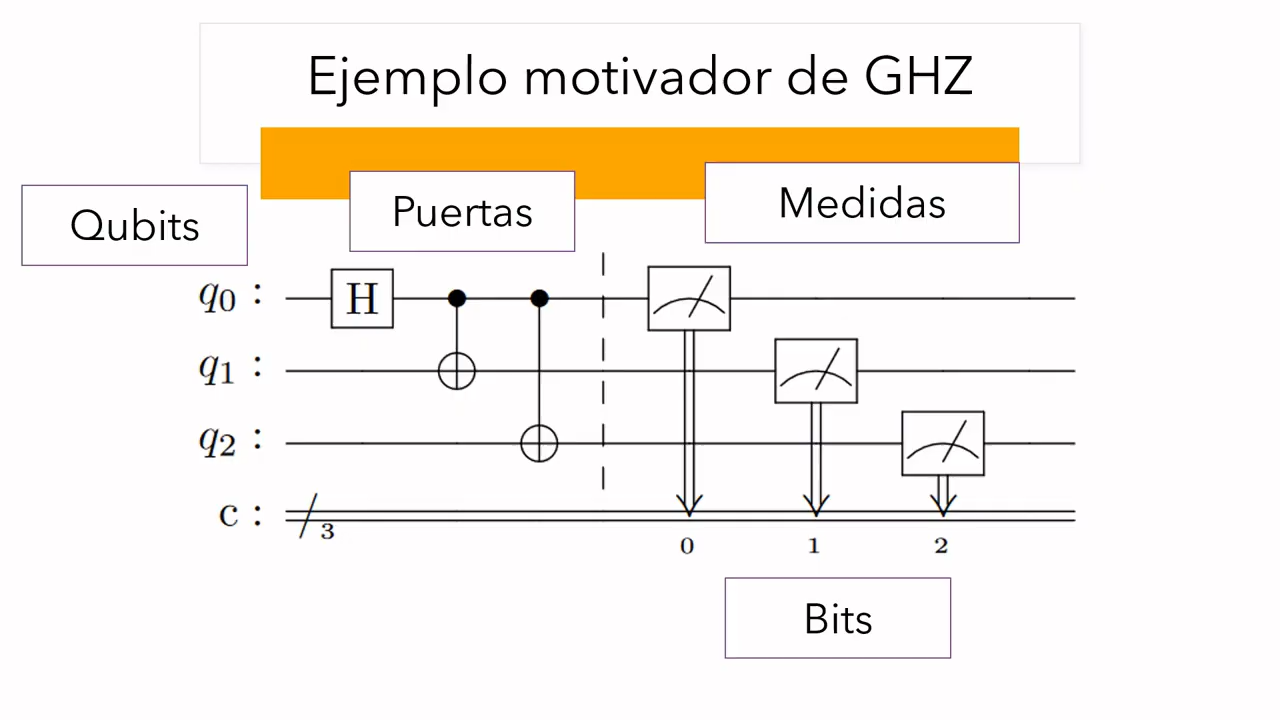 Ejemplo motivador de GHZ
Qubits
Puertas
Medidas
q0 :
H
q1 :
q2 :
c :
3
0 1 2
Bits